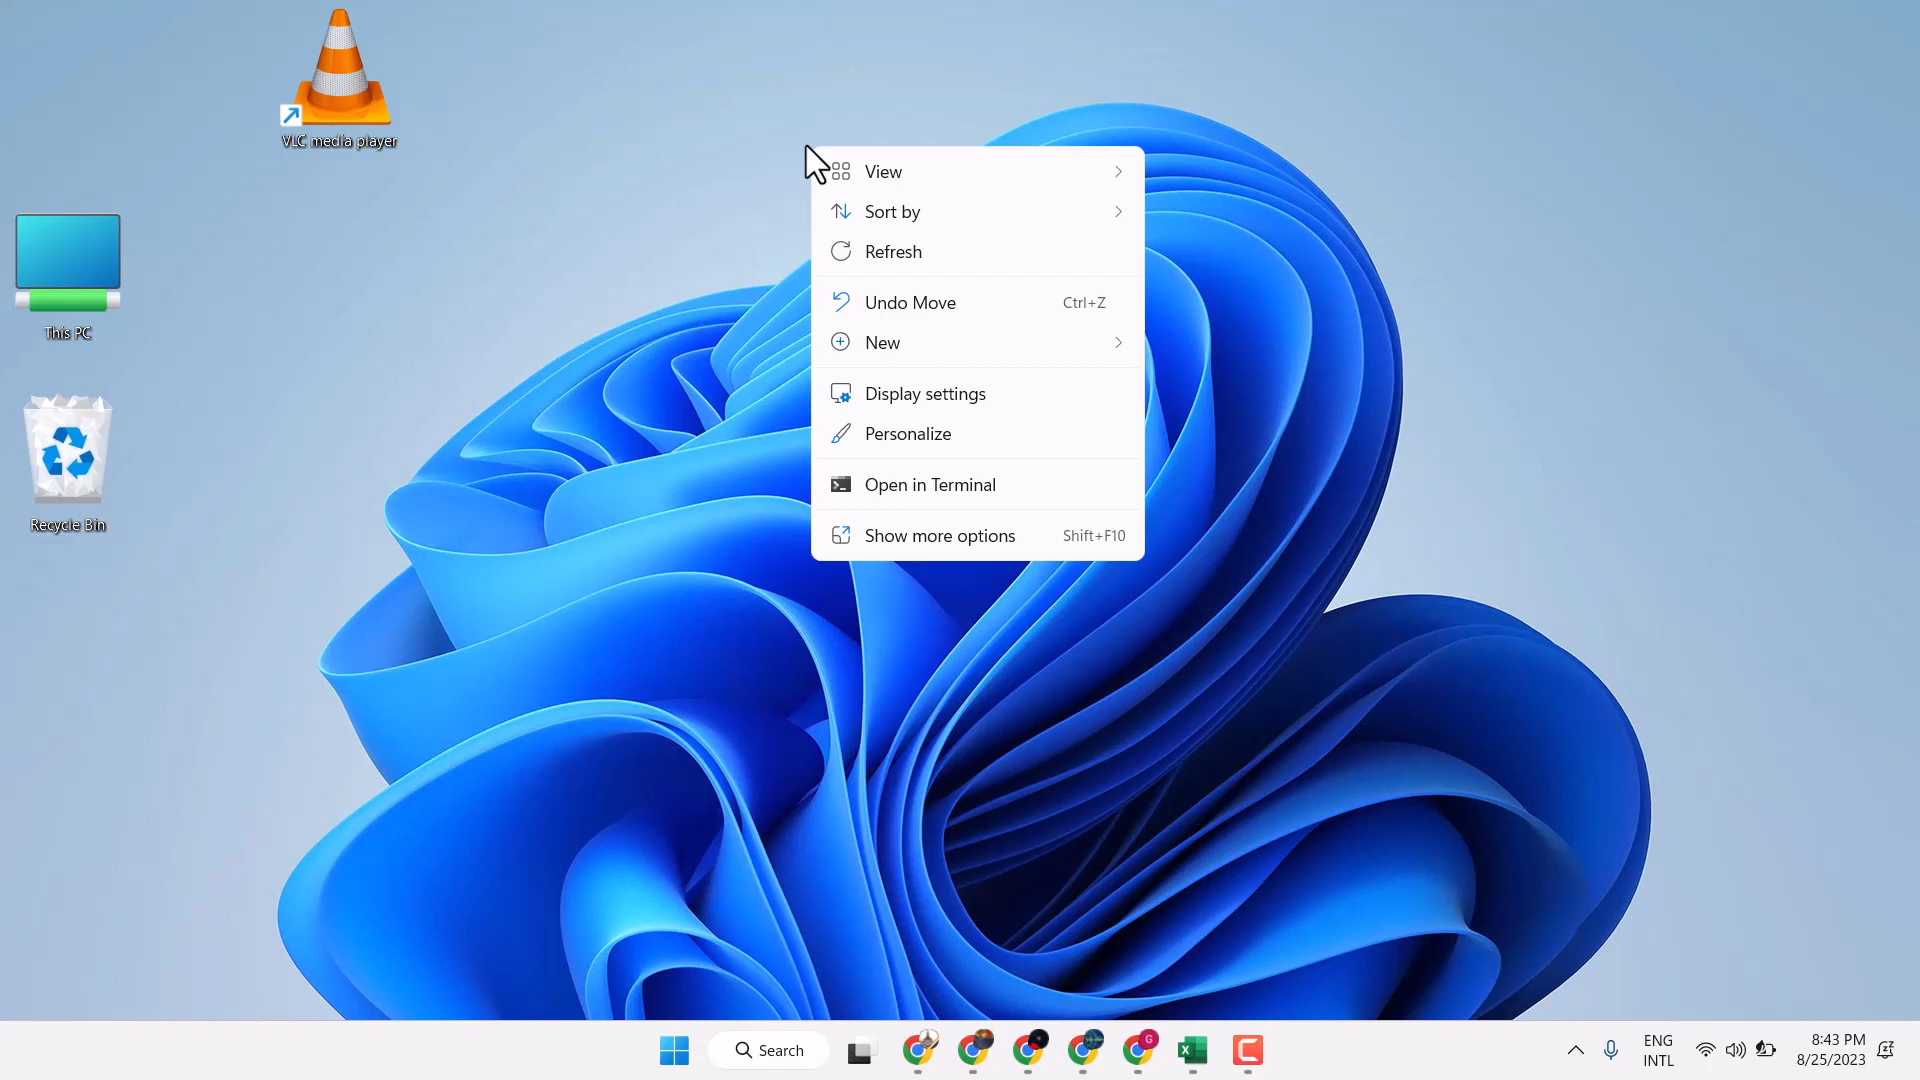 VLC media player
This PC
Recycle Bin
View
Sort by
Refresh
Undo Move Ctrl+Z
New
Display settings
Personalize
Open in Terminal
Show more options Shift+F10
Search
G
ENG
INTL
8:43 PM
8/25/2023